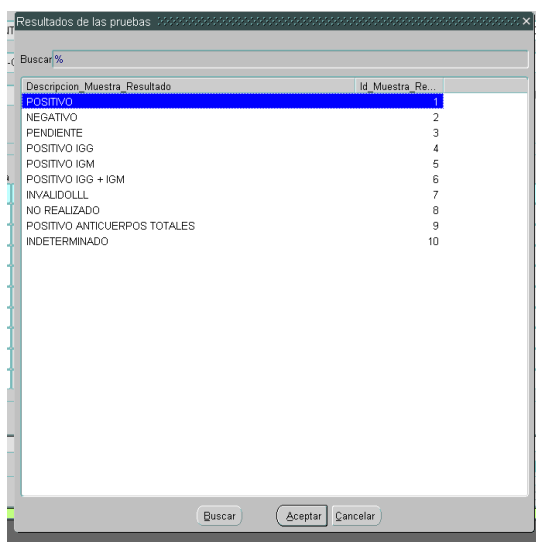 Resultados de las pruebas
Buscar %
Descripcion_Muestra_Resultado Id_Muestra_Re...
POSITIVO 1
NEGATIVO 2
PENDIENTE 3
POSITIVO IGG 4
POSITIVO IGM 5
POSITIVO IGG + IGM 6
INVALIDOLLL 7
NO REALIZADO 8
POSITIVO ANTICUERPOS TOTALES 9
INDETERMINADO 10
Buscar Aceptar Cancelar